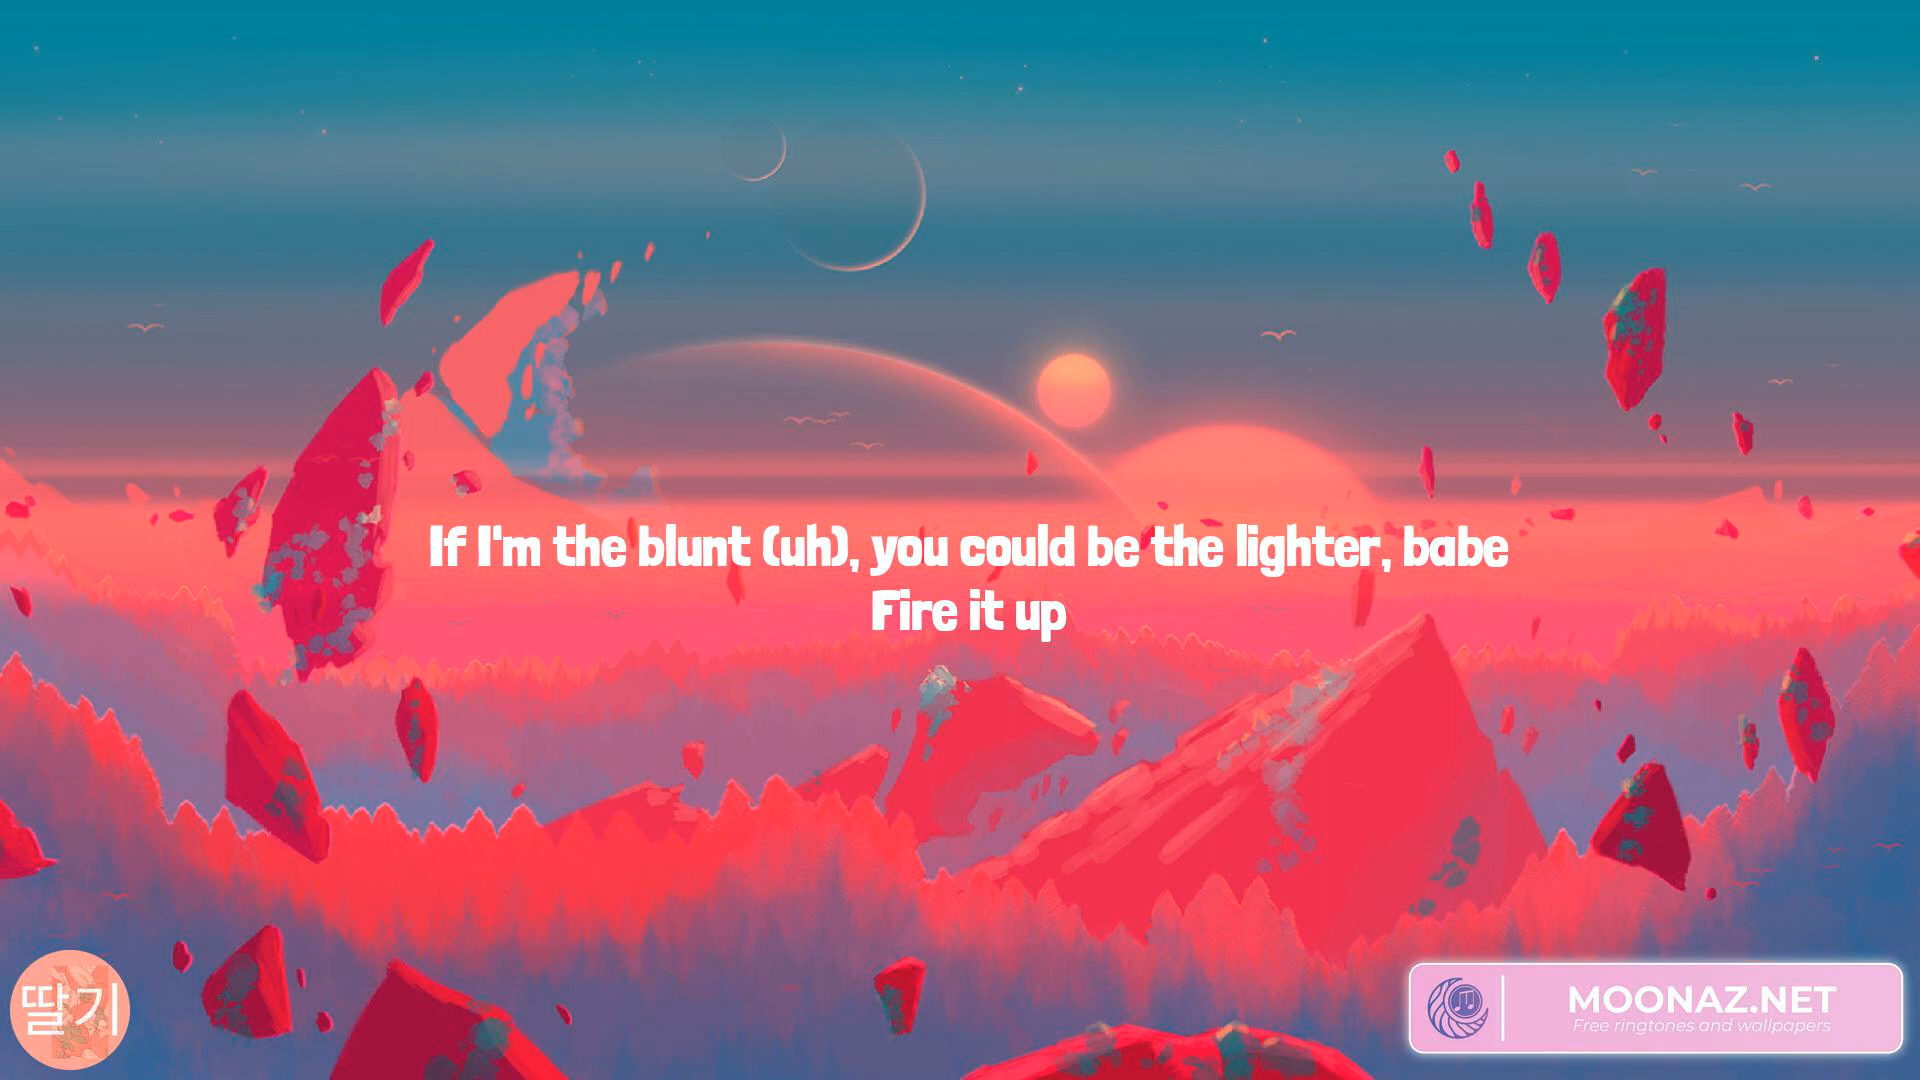 If I'm the blunt (uh), you could be the lighter, babe
Fire it up
딸기
MOONAZ.NET
Free ringtones and wallpapers